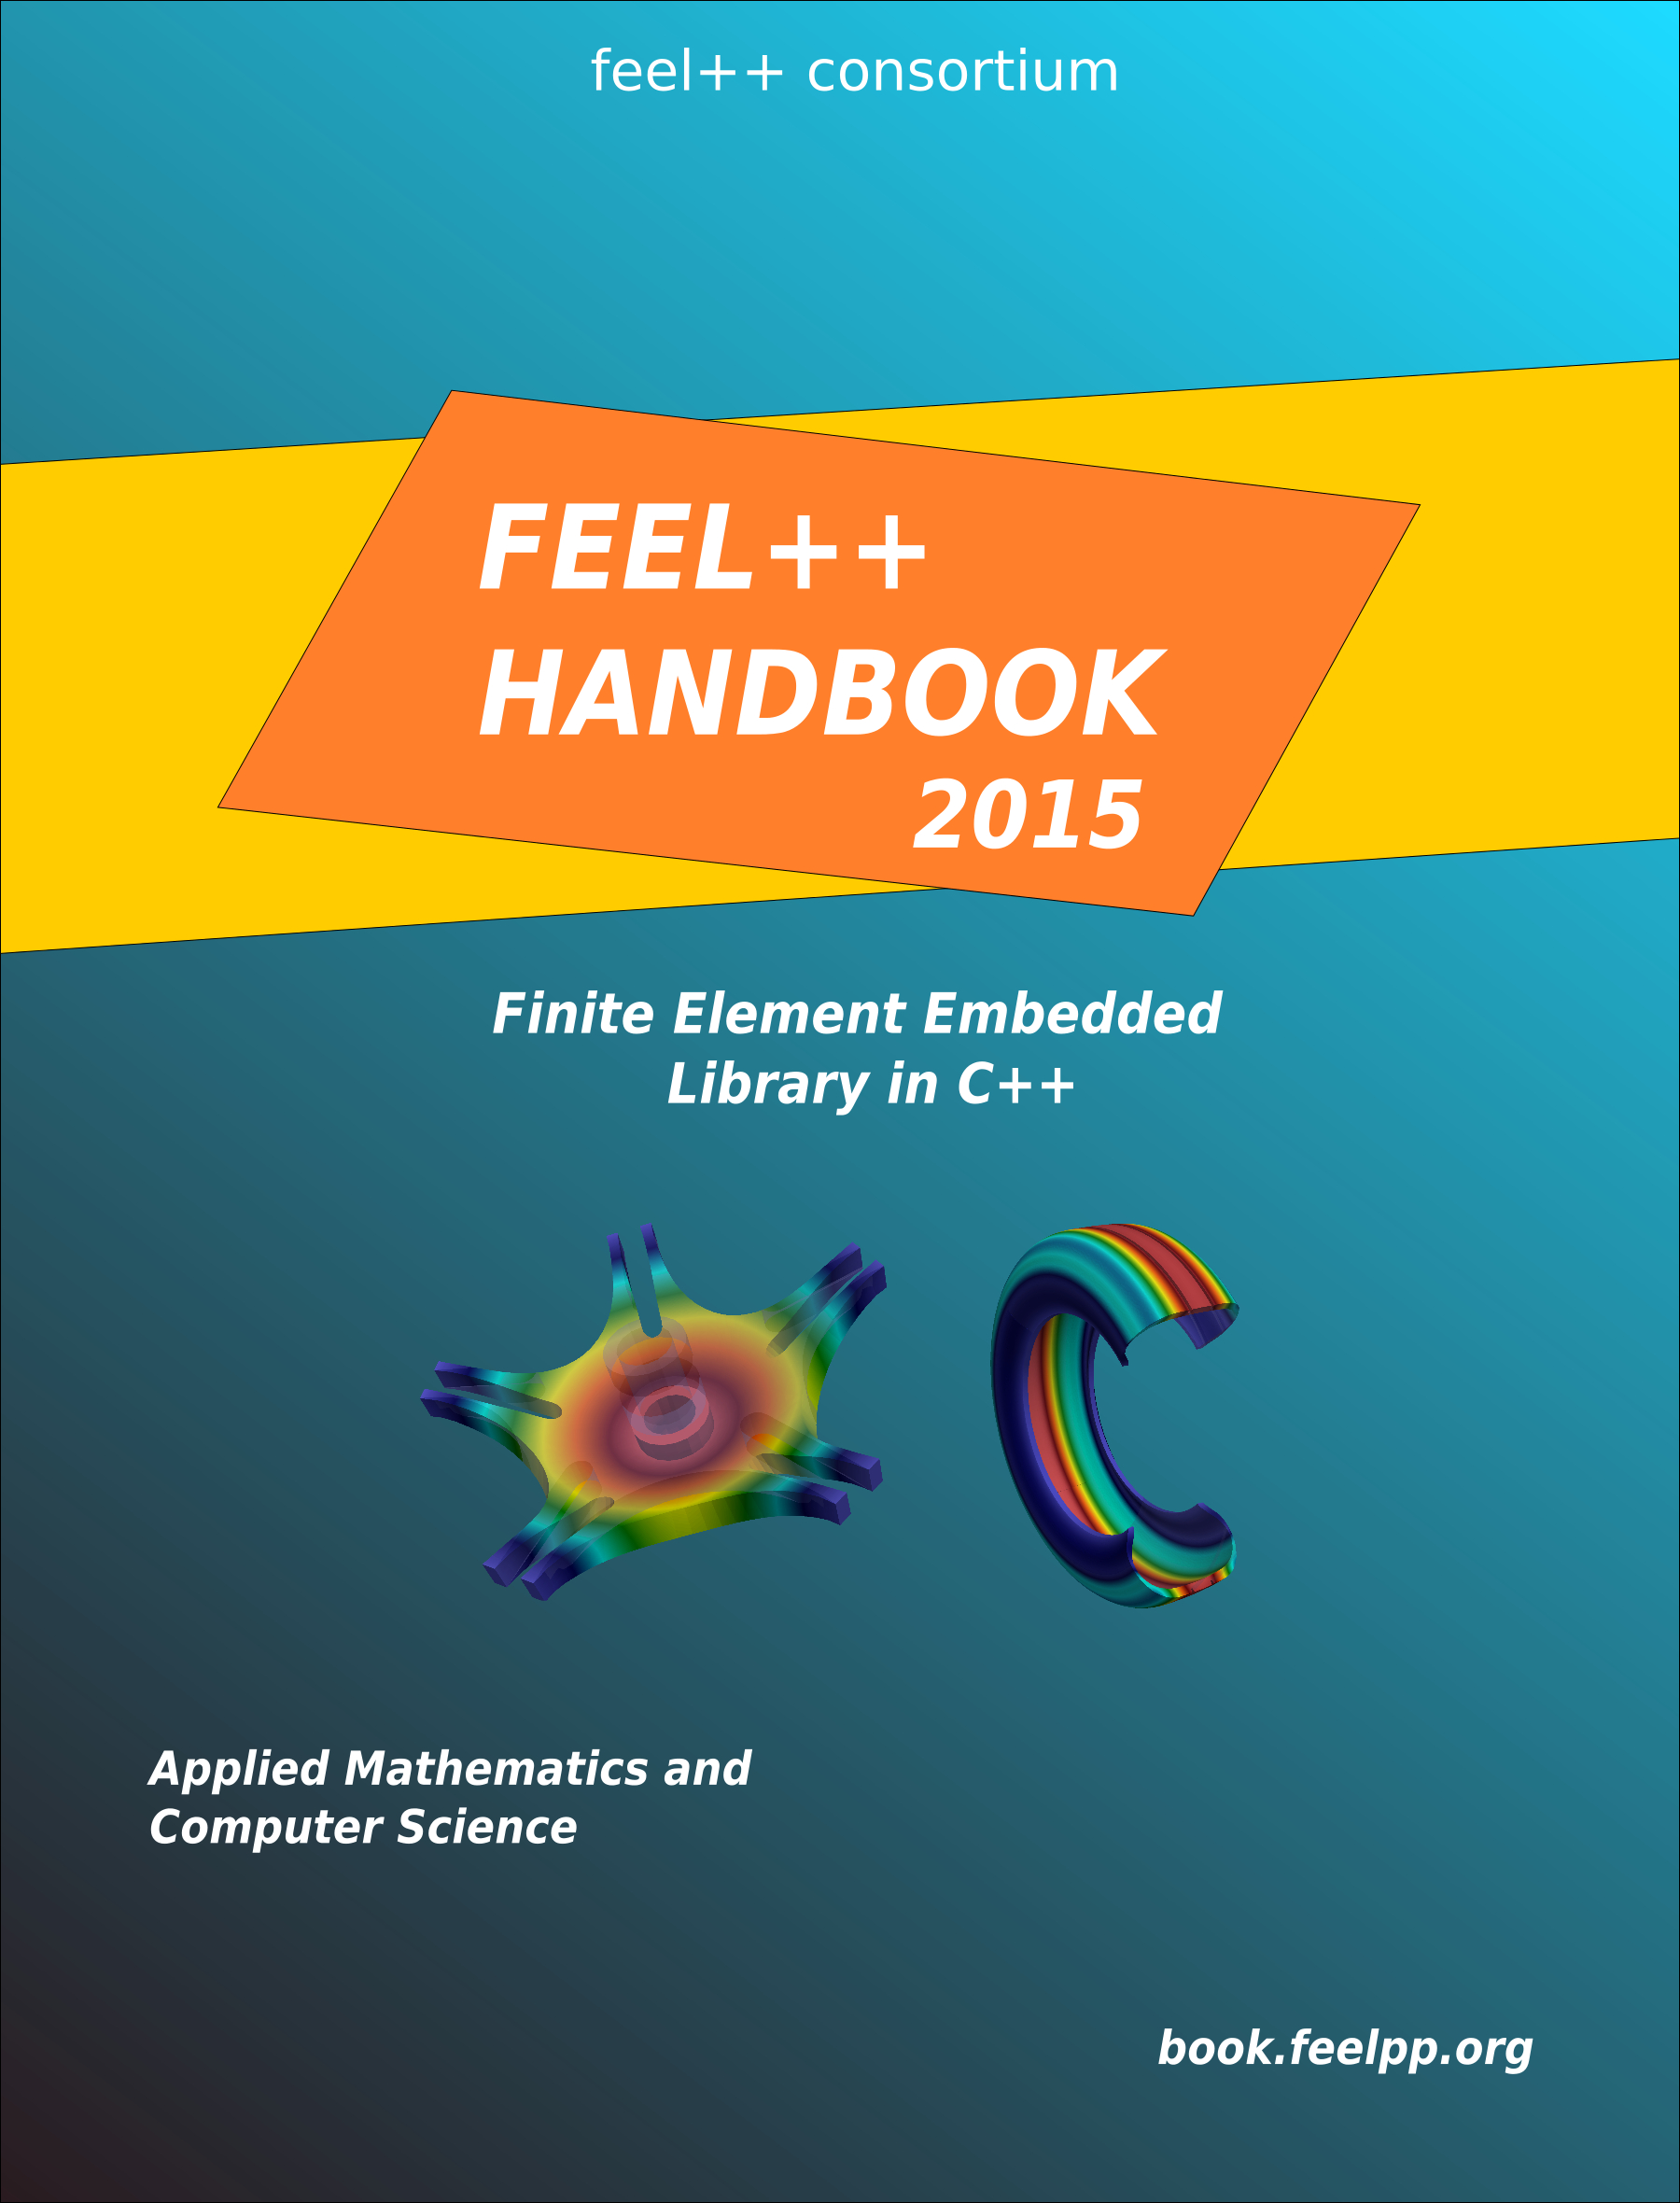 feel++ consortium
FEEL++
HANDBOOK
2015
Finite Element Embedded
Library in C++
Applied Mathematics and
Computer Science
book.feelpp.org